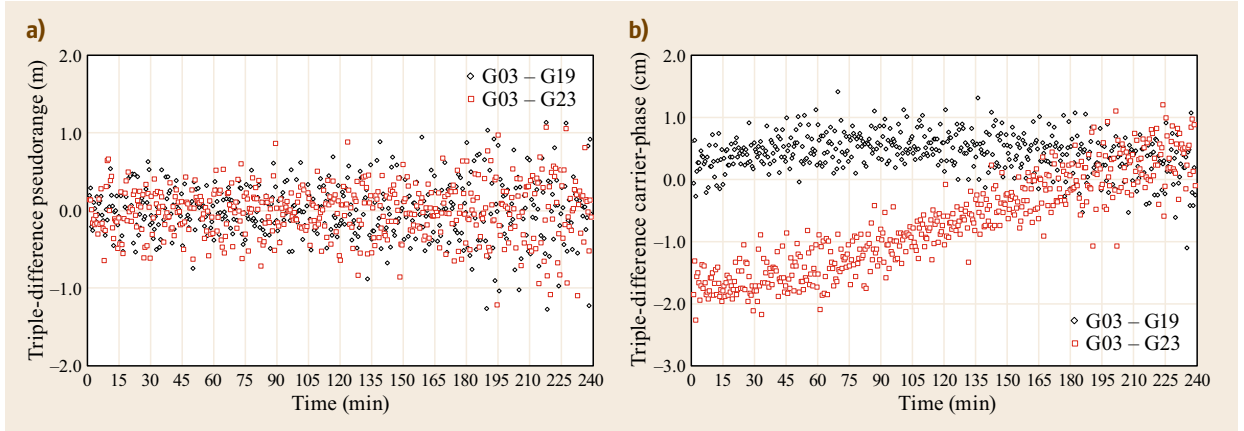 a)
Triple-difference pseudorange (m)
2.0
1.0
0.0
–1.0
–2.0
G03 – G19
G03 – G23
0 15 30 45 60 75 90 105 120 135 150 165 180 195 210 225 240
Time (min)
b)
Triple-difference carrier-phase (cm)
2.0
1.0
0.0
–1.0
–2.0
–3.0
G03 – G19
G03 – G23
0 15 30 45 60 75 90 105 120 135 150 165 180 195 210 225 240
Time (min)